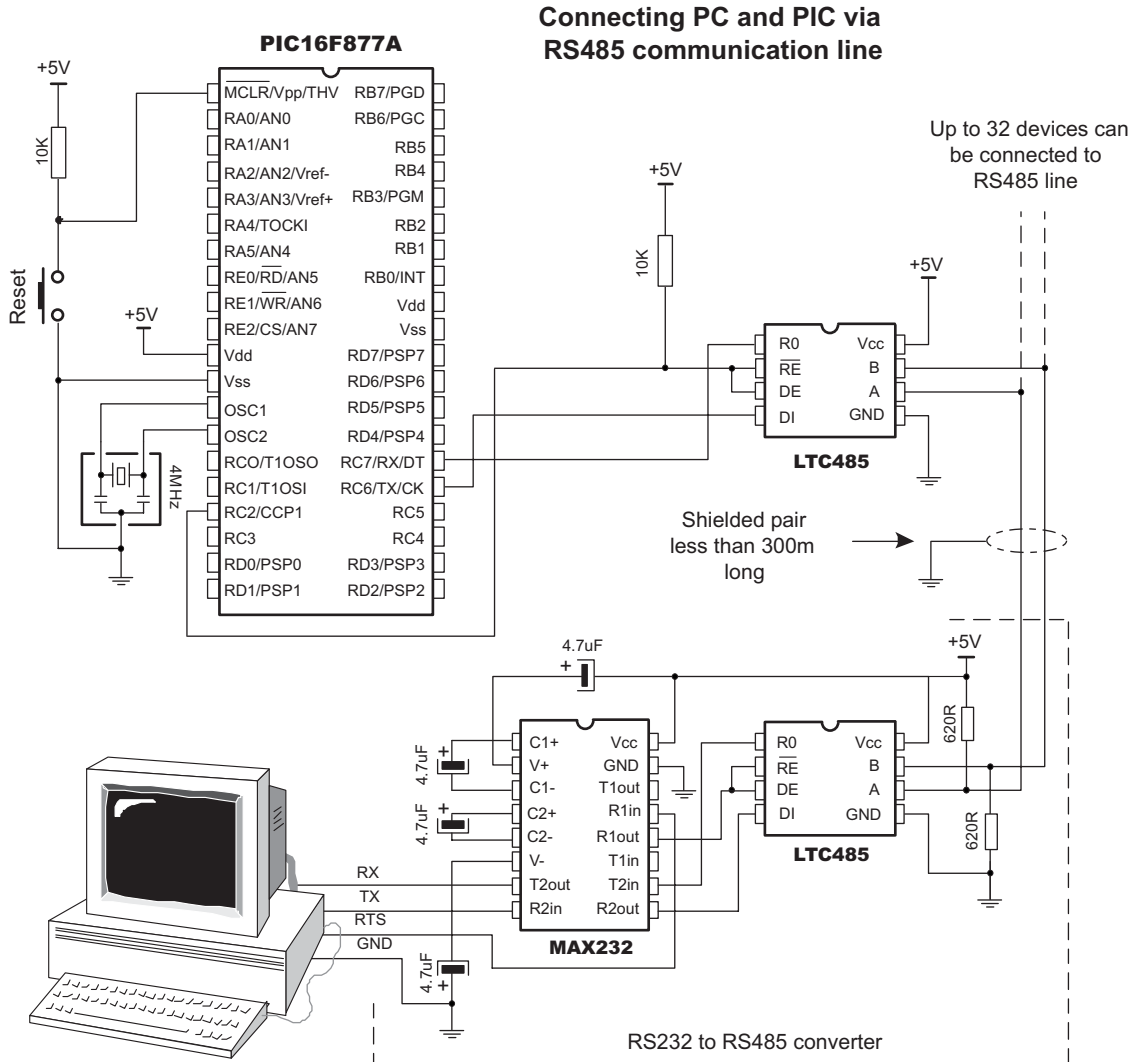 Connecting PC and PIC via
RS485 communication line
PIC16F877A
+5V
10K
Reset
+5V
4MHz
MCLR/Vpp/THV
RA0/AN0
RA1/AN1
RA2/AN2/Vref-
RA3/AN3/Vref+
RA4/TOCKI
RA5/AN4
RE0/RD/AN5
RE1/WR/AN6
RE2/CS/AN7
Vdd
Vss
OSC1
OSC2
RCO/T1OSO
RC1/T1OSI
RC2/CCP1
RC3
RD0/PSP0
RD1/PSP1
RB7/PGD
RB6/PGC
RB5
RB4
RB3/PGM
RB2
RB1
RB0/INT
Vdd
Vss
RD7/PSP7
RD6/PSP6
RD5/PSP5
RD4/PSP4
RC7/RX/DT
RC6/TX/CK
RC5
RC4
RD3/PSP3
RD2/PSP2
Up to 32 devices can
be connected to
RS485 line
+5V
10K
+5V
R0
RE
DE
DI
Vcc
B
A
GND
LTC485
Shielded pair
less than 300m
long
4.7uF
+
+5V
620R
620R
+
4.7uF
+
4.7uF
C1+
V+
C1-
C2+
C2-
V-
T2out
R2in
Vcc
GND
T1out
R1in
R1out
T1in
T2in
R2out
MAX232
R0
RE
DE
DI
Vcc
B
A
GND
LTC485
RX
TX
RTS
GND
4.7uF
+
RS232 to RS485 converter